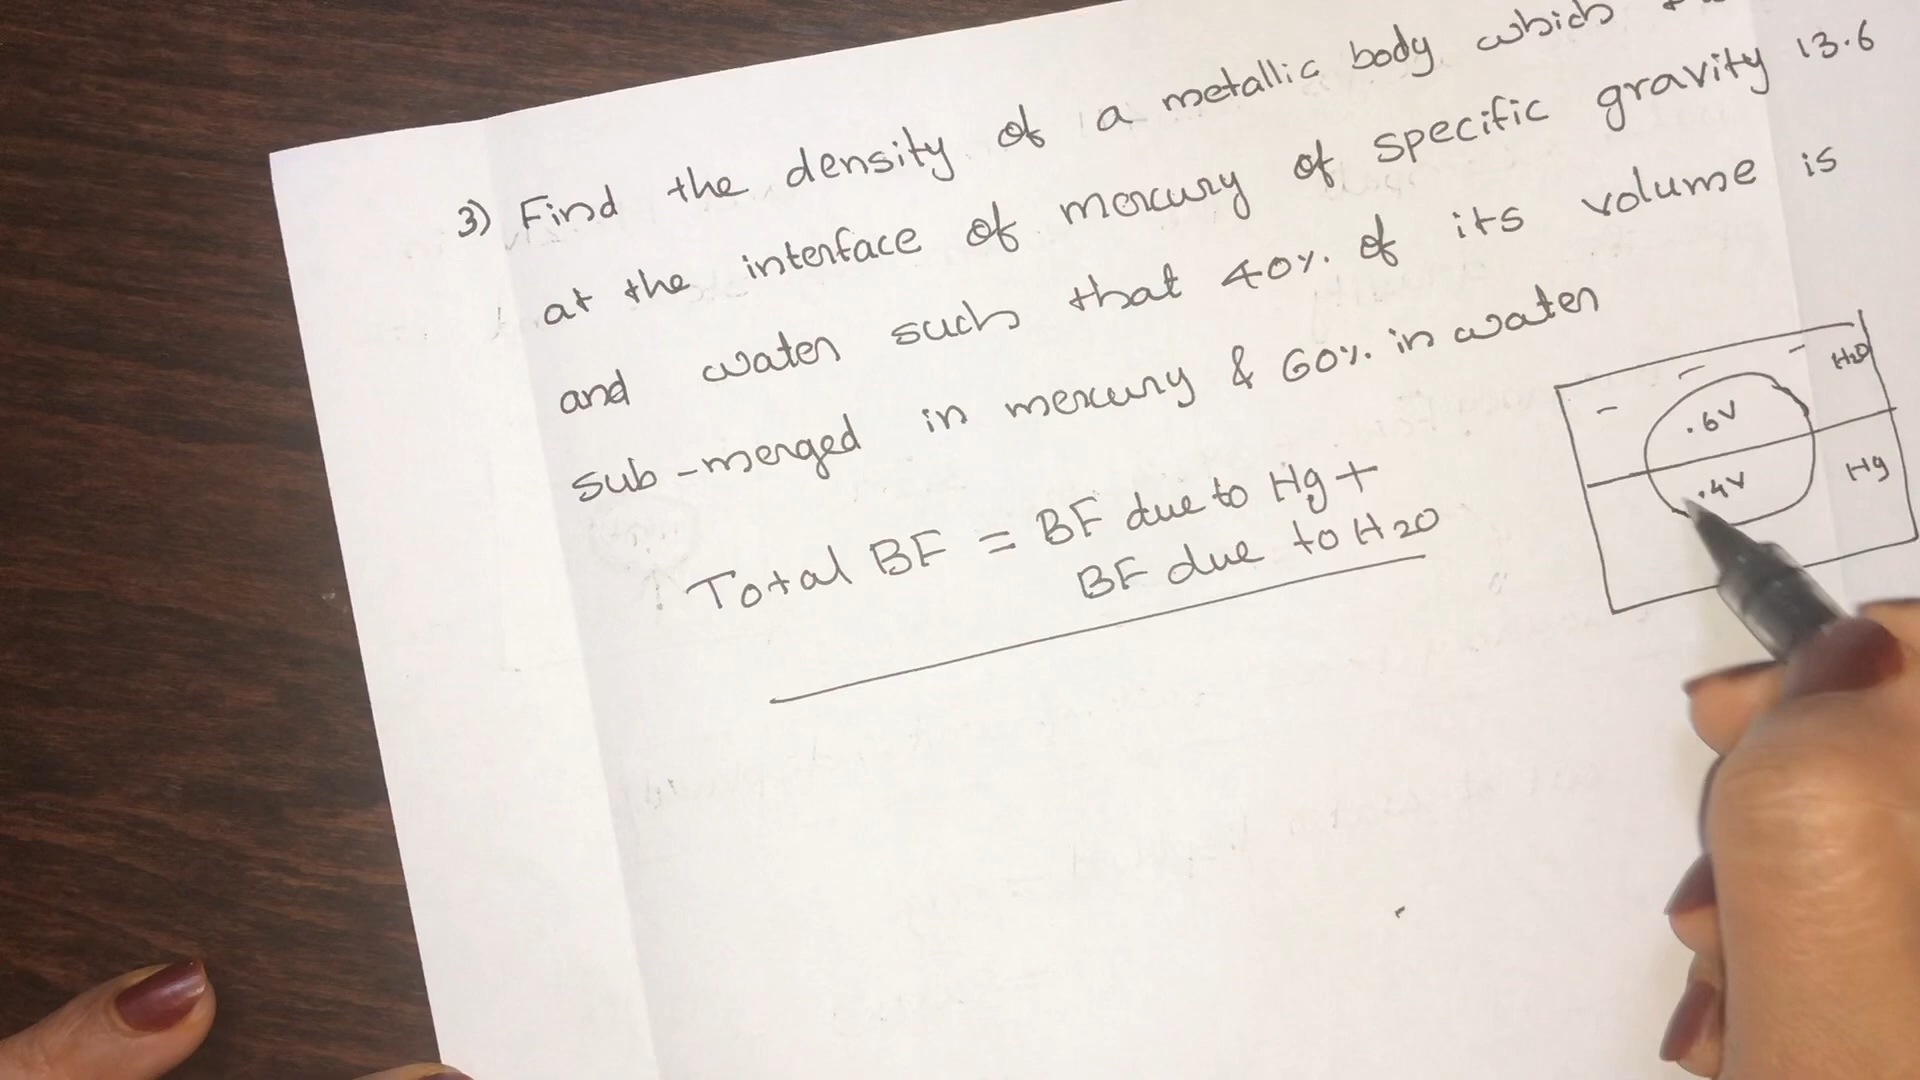 3) Find the density of a metallic body which
at the interface of mercury of specific gravity 13.6
and water such that 40%. of its volume is
sub-merged in mercury & 60%. in water
Total BF = BF due to Hg +
BF due to H2O
H2O
.6V
.4V
Hg